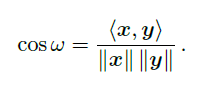 cos ω = ⟨x, y⟩ / ‖x‖ ‖y‖ .